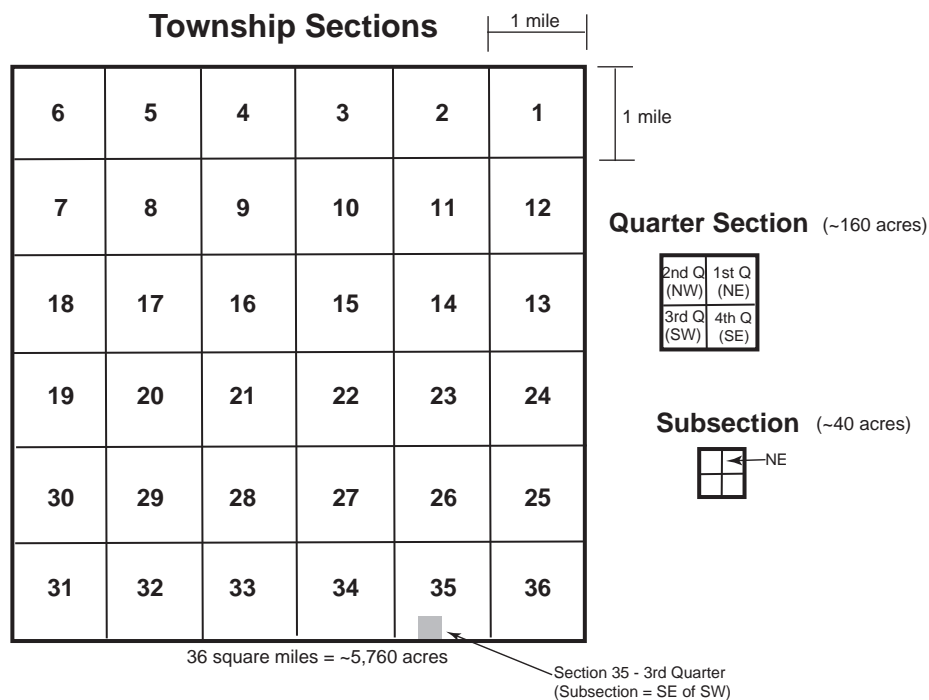 Township Sections
1 mile
1 mile
6 5 4 3 2 1
7 8 9 10 11 12
18 17 16 15 14 13
19 20 21 22 23 24
30 29 28 27 26 25
31 32 33 34 35 36
36 square miles = ~5,760 acres
Section 35 - 3rd Quarter
(Subsection = SE of SW)
Quarter Section (~160 acres)
2nd Q 1st Q
(NW) (NE)
3rd Q 4th Q
(SW) (SE)
Subsection (~40 acres)
NE